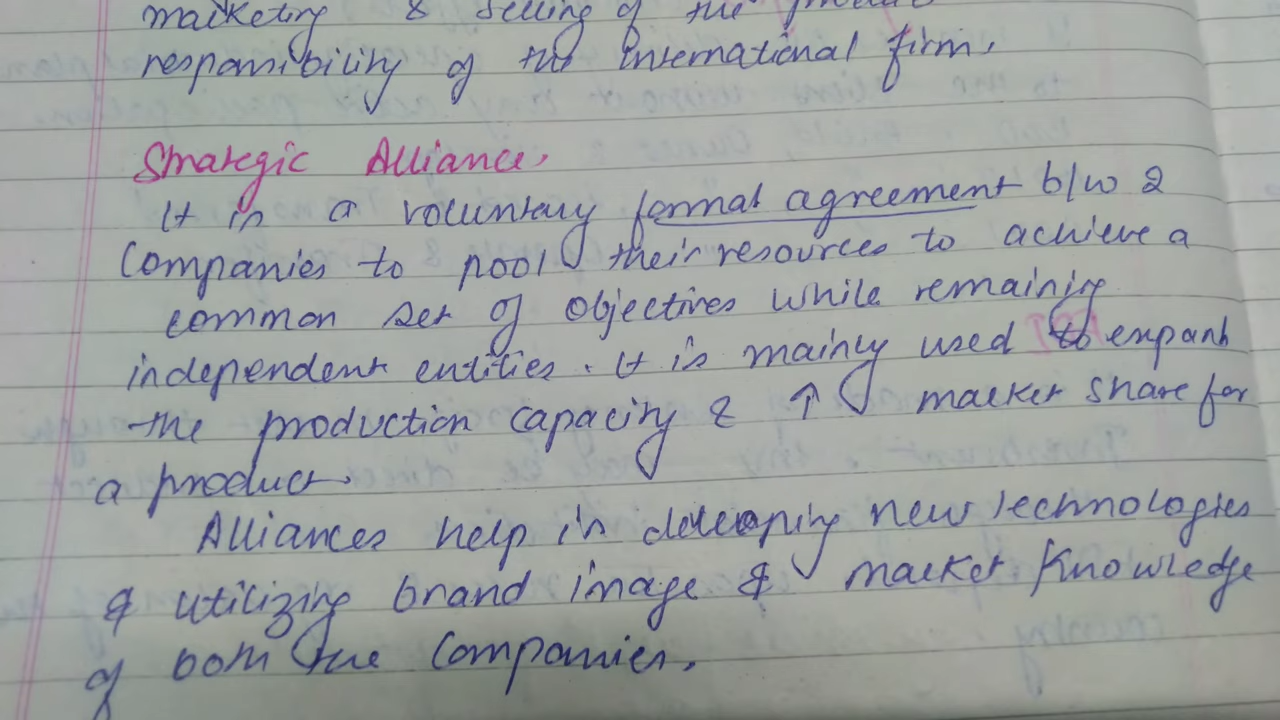 marketing & selling of the product
responsibility of the international firm.
Strategic Alliance.
It is a voluntary formal agreement b/w 2
Companies to pool their resources to achieve a
common set of objectives while remaining
independent entities. It is mainly used to expand
the production capacity & ↑ market share for
a product.
Alliances help in developing new technologies
& utilizing brand image & market knowledge
of both the Companies.